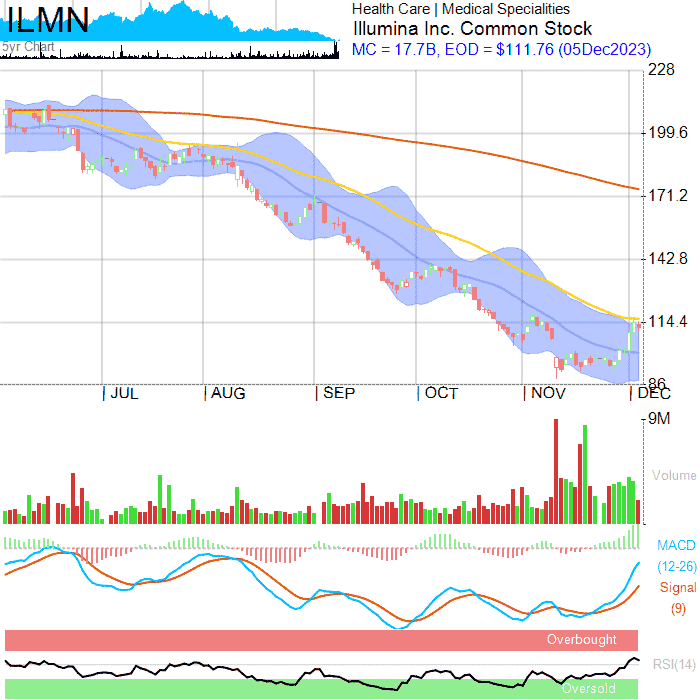 ILMN
5yr Chart
Health Care | Medical Specialities
Illumina Inc. Common Stock
MC = 17.7B, EOD = $111.76 (05Dec2023)
228
199.6
171.2
142.8
114.4
86
JUL AUG SEP OCT NOV DEC
9M
Volume
MACD
(12-26)
Signal
(9)
Overbought
RSI(14)
Oversold